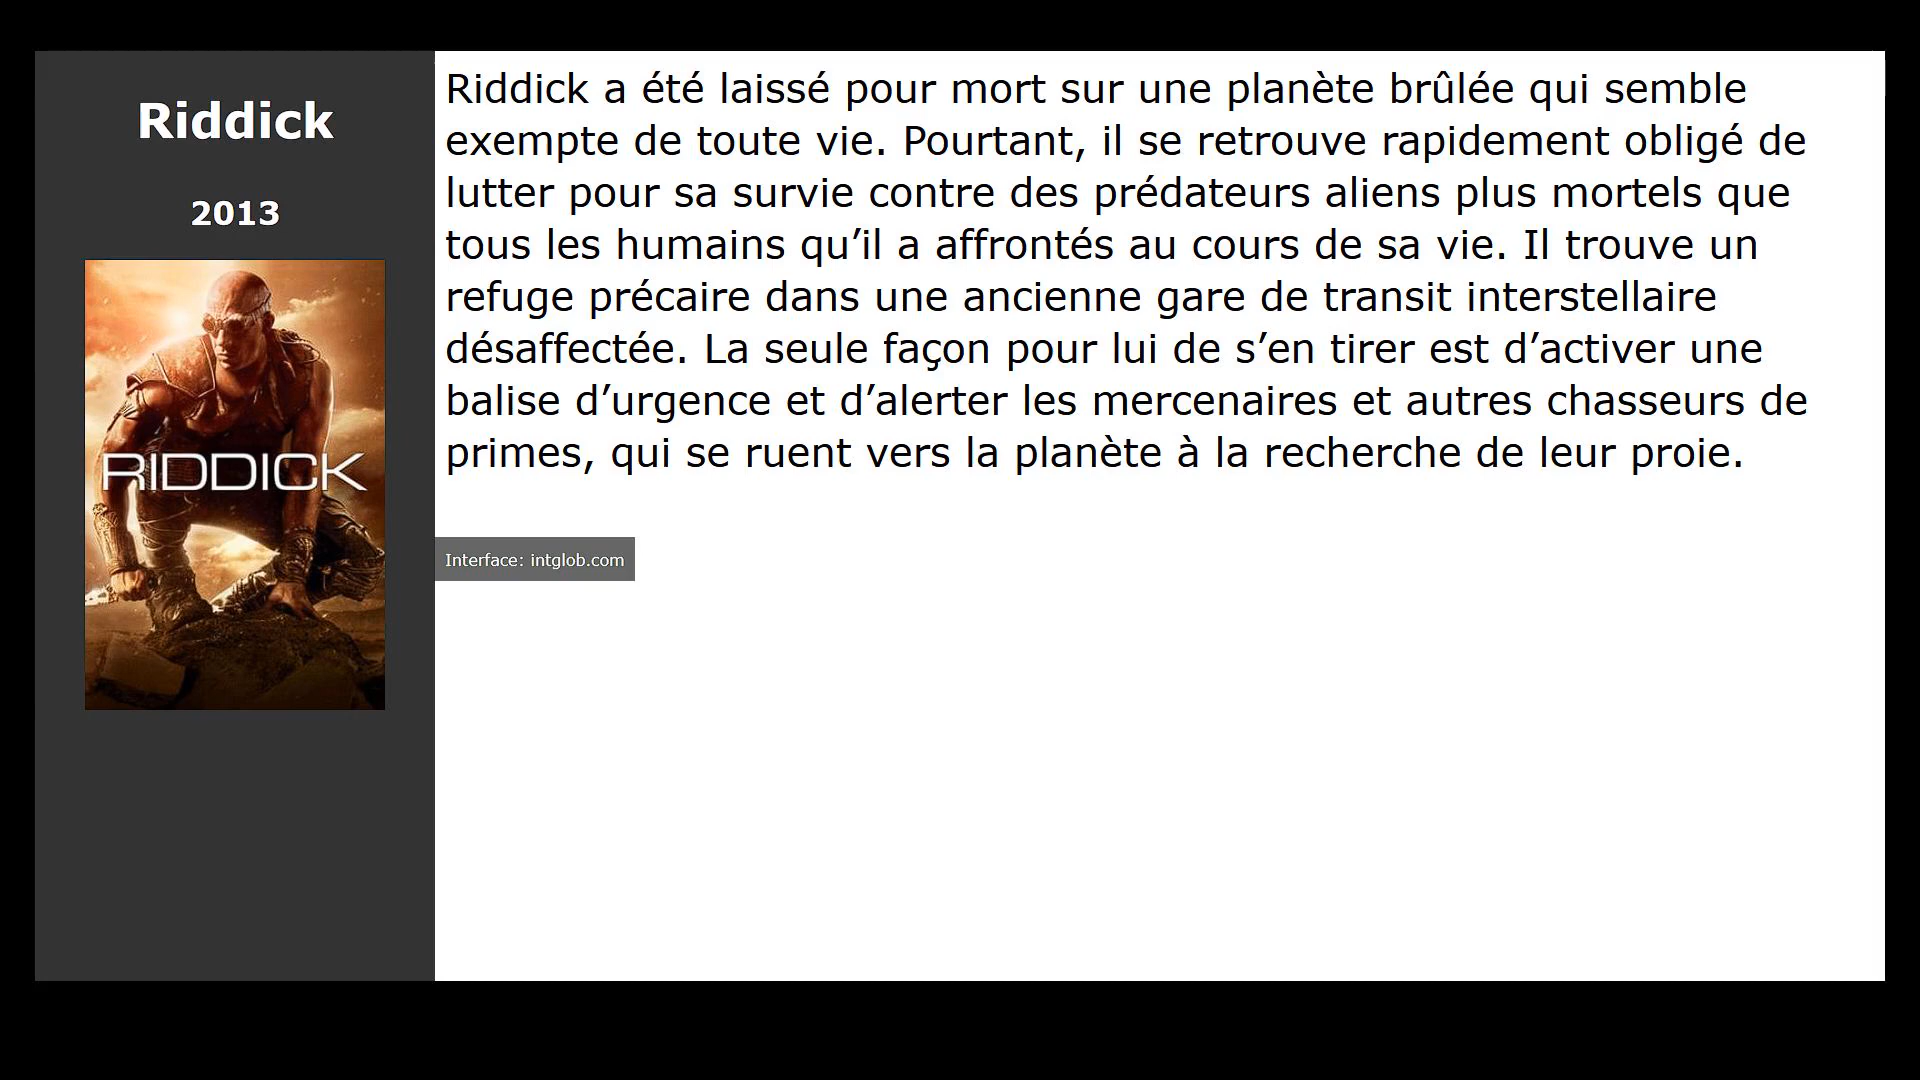 Riddick
2013
RIDDICK
Riddick a été laissé pour mort sur une planète brûlée qui semble
exempte de toute vie. Pourtant, il se retrouve rapidement obligé de
lutter pour sa survie contre des prédateurs aliens plus mortels que
tous les humains qu’il a affrontés au cours de sa vie. Il trouve un
refuge précaire dans une ancienne gare de transit interstellaire
désaffectée. La seule façon pour lui de s’en tirer est d’activer une
balise d’urgence et d’alerter les mercenaires et autres chasseurs de
primes, qui se ruent vers la planète à la recherche de leur proie.
Interface: intglob.com